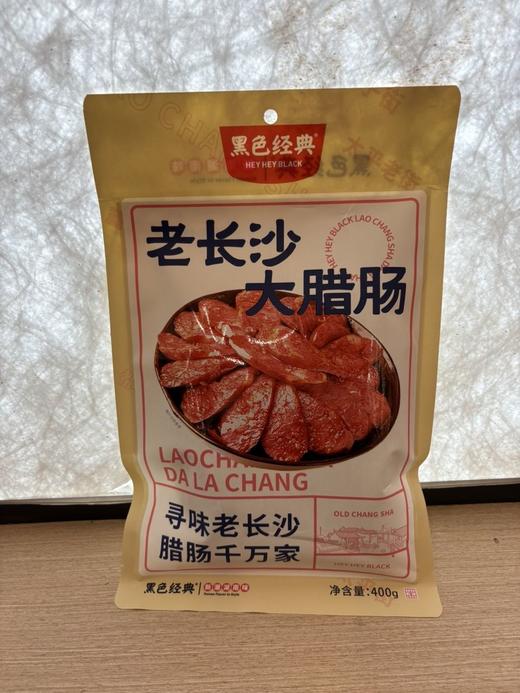 黑色经典®
HEY HEY BLACK
老长沙
大腊肠
HEY HEY BLACK LAO CHANG SHA DA
DA LA CHANG
寻味老长沙
腊肠千万家
OLD CHANG SHA
HEY HEY BLACK
黑色经典®
净含量:400g